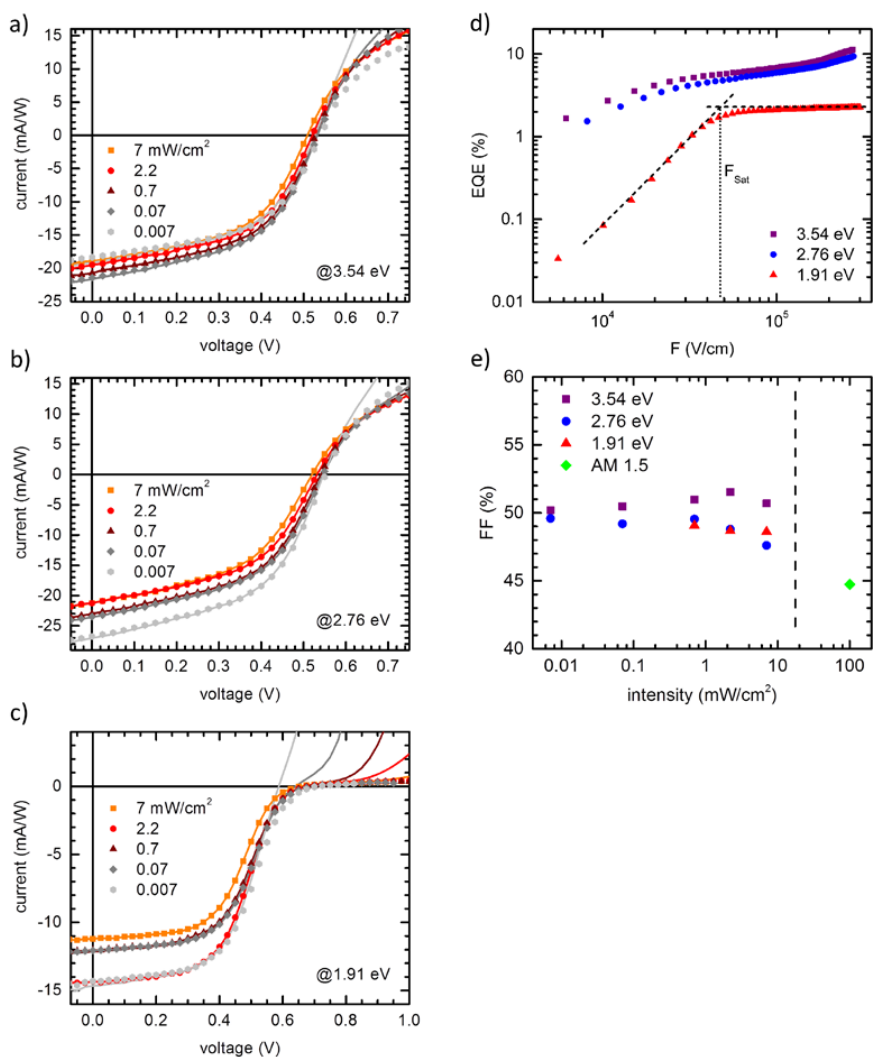 a)
15
10
5
0
-5
-10
-15
-20
-25
current (mA/W)
7 mW/cm²
2.2
0.7
0.07
0.007
@3.54 eV
0.0 0.1 0.2 0.3 0.4 0.5 0.6 0.7
voltage (V)
b)
15
10
5
0
-5
-10
-15
-20
-25
current (mA/W)
7 mW/cm²
2.2
0.7
0.07
0.007
@2.76 eV
0.0 0.1 0.2 0.3 0.4 0.5 0.6 0.7
voltage (V)
c)
0
-5
-10
-15
current (mA/W)
7 mW/cm²
2.2
0.7
0.07
0.007
@1.91 eV
0.0 0.2 0.4 0.6 0.8 1.0
voltage (V)
d)
10
1
0.1
0.01
EQE (%)
F_Sat
3.54 eV
2.76 eV
1.91 eV
10⁴ 10⁵
F (V/cm)
e)
60
55
50
45
40
FF (%)
3.54 eV
2.76 eV
1.91 eV
AM 1.5
0.01 0.1 1 10 100
intensity (mW/cm²)